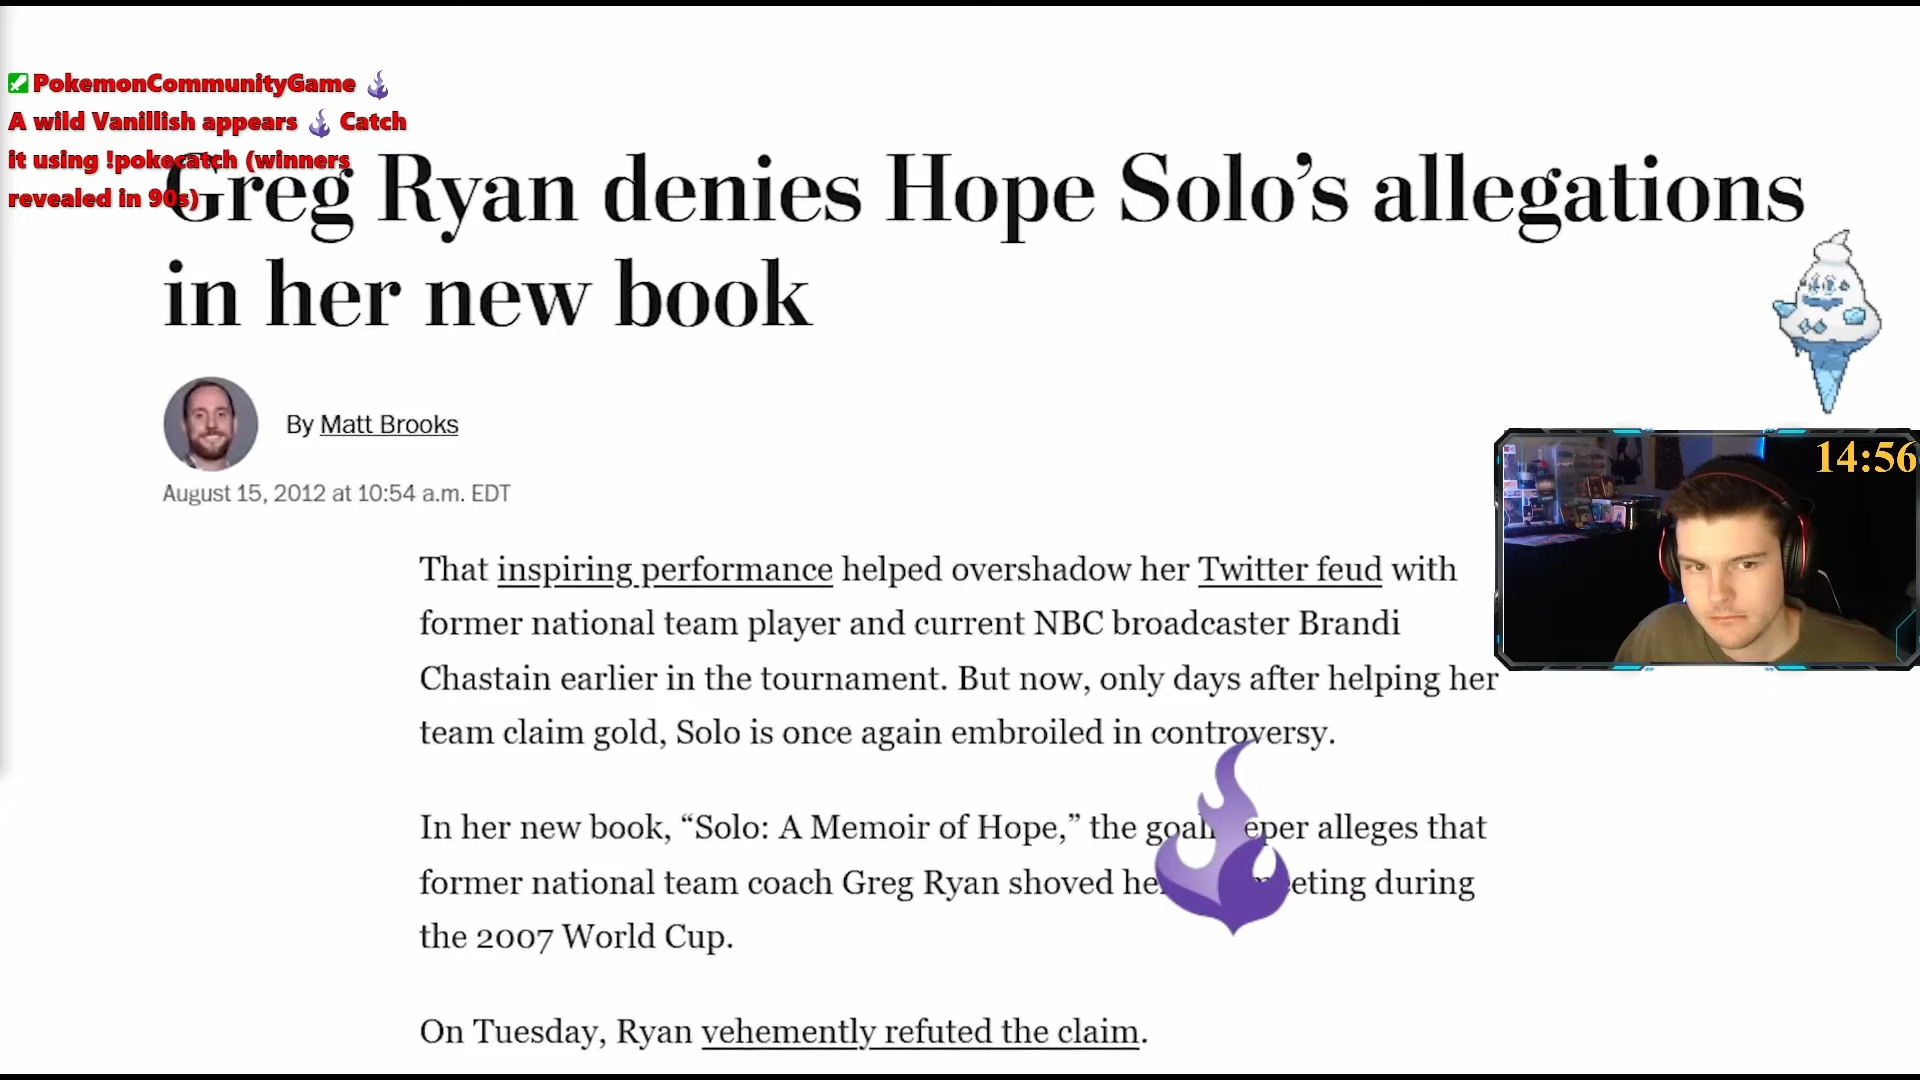 PokemonCommunityGame
A wild Vanillish appears Catch
it using !pokecatch (winners
revealed in 90s)
Greg Ryan denies Hope Solo’s allegations
in her new book
By Matt Brooks
August 15, 2012 at 10:54 a.m. EDT
14:56
That inspiring performance helped overshadow her Twitter feud with
former national team player and current NBC broadcaster Brandi
Chastain earlier in the tournament. But now, only days after helping her
team claim gold, Solo is once again embroiled in controversy.
In her new book, “Solo: A Memoir of Hope,” the alleges that
former national team coach Greg Ryan shoved during
the 2007 World Cup.
On Tuesday, Ryan vehemently refuted the claim.